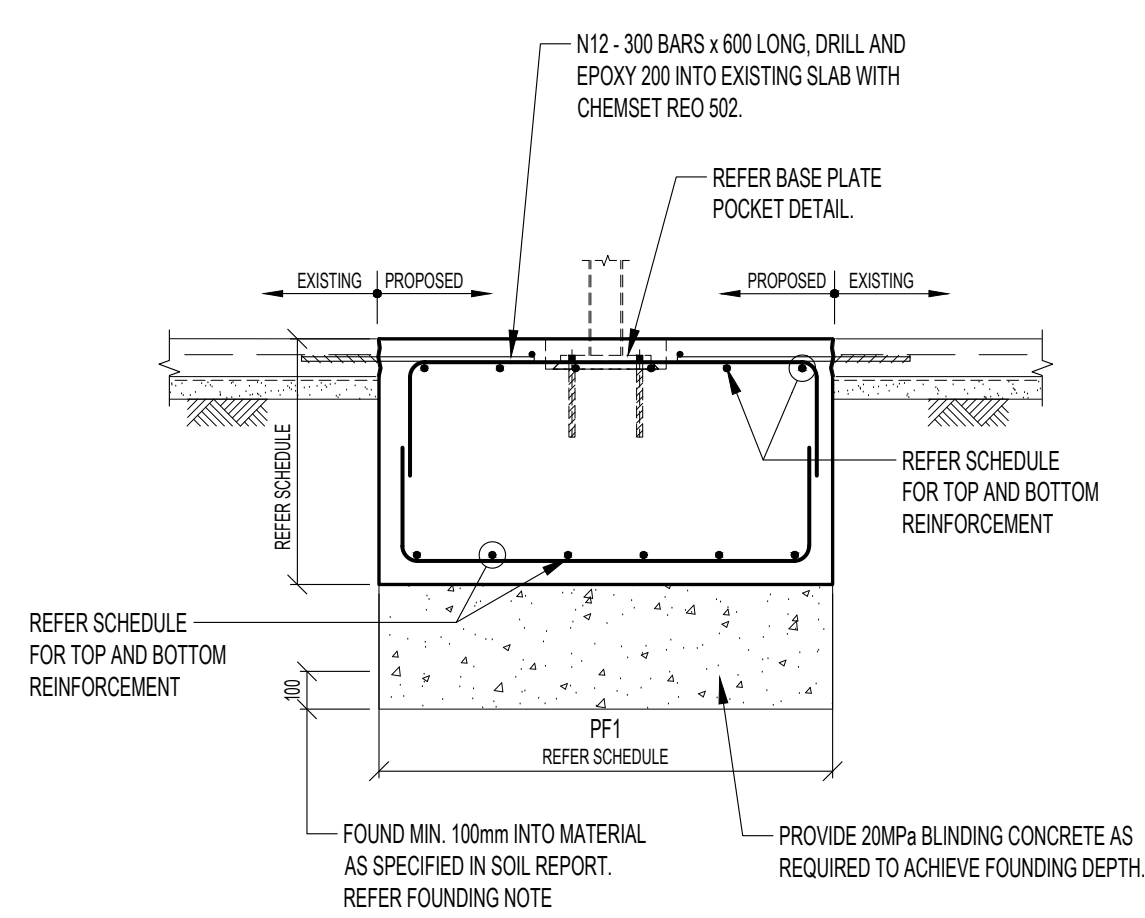 N12 - 300 BARS x 600 LONG, DRILL AND
EPOXY 200 INTO EXISTING SLAB WITH
CHEMSET REO 502.
REFER BASE PLATE
POCKET DETAIL.
EXISTING PROPOSED
PROPOSED EXISTING
REFER SCHEDULE
REFER SCHEDULE
FOR TOP AND BOTTOM
REINFORCEMENT
REFER SCHEDULE
FOR TOP AND BOTTOM
REINFORCEMENT
100
PF1
REFER SCHEDULE
FOUND MIN. 100mm INTO MATERIAL
AS SPECIFIED IN SOIL REPORT.
REFER FOUNDING NOTE
PROVIDE 20MPa BLINDING CONCRETE AS
REQUIRED TO ACHIEVE FOUNDING DEPTH.